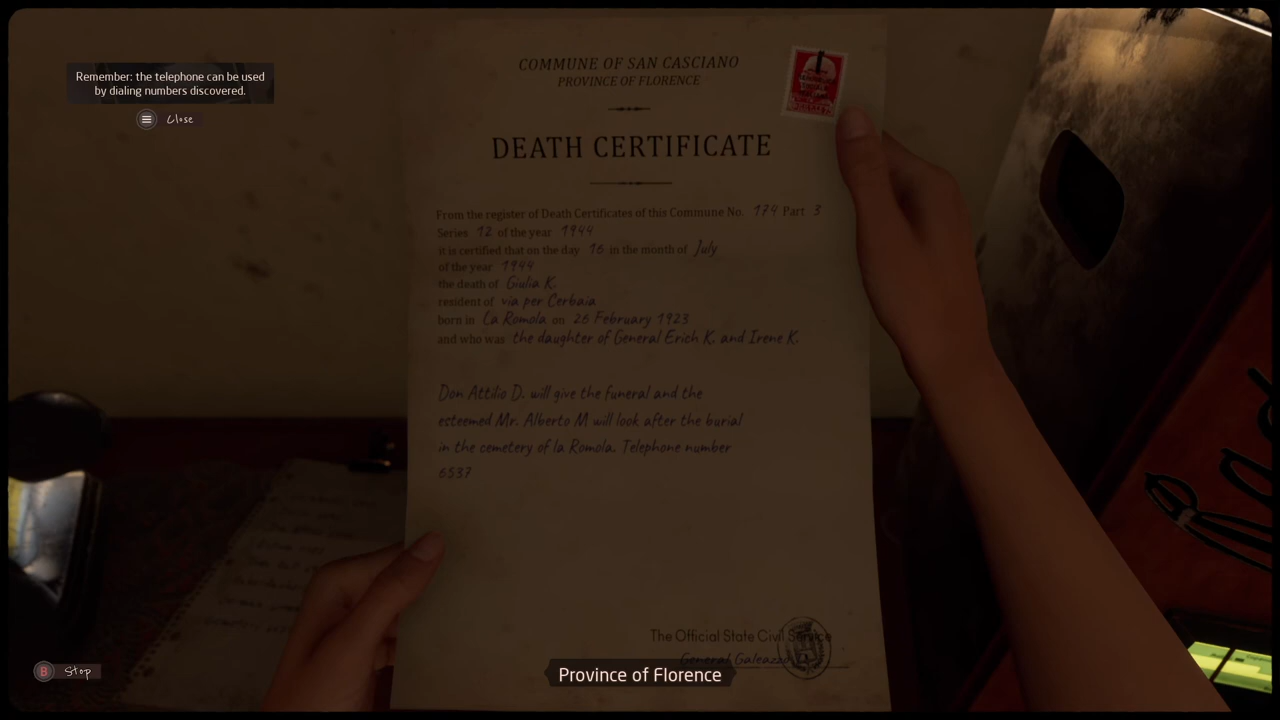 Remember: the telephone can be used
by dialing numbers discovered.
Close
COMMUNE OF SAN CASCIANO
PROVINCE OF FLORENCE
DEATH CERTIFICATE
From the register of Death Certificates of this Commune No. 174 Part 3
Series 12 of the year 1944
it is certified that on the day 16 in the month of July
of the year 1944
the death of Giulia K.
resident of via per Cerbaia
born in La Romola on 26 February 1923
and who was the daughter of General Erich K. and Irene K.
Don Attilio D. will give the funeral and the
esteemed Mr. Alberto M will look after the burial
in the cemetery of la Romola. Telephone number
6537
The Official State Civil Service
General Galeazzo
B Stop
Province of Florence